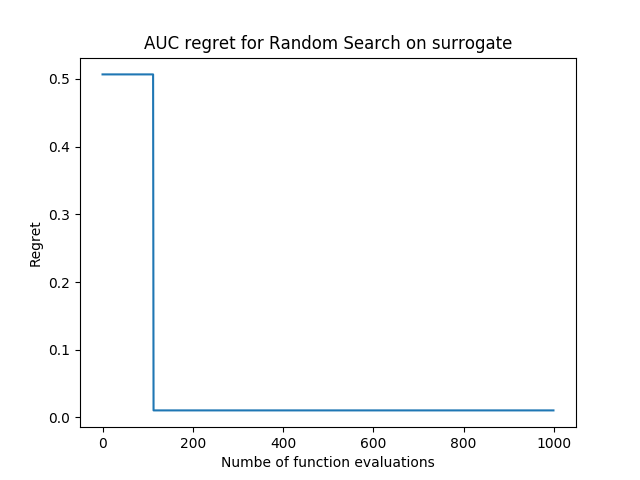 AUC regret for Random Search on surrogate
0.5
0.4
0.3
0.2
0.1
0.0
Regret
0 200 400 600 800 1000
Numbe of function evaluations